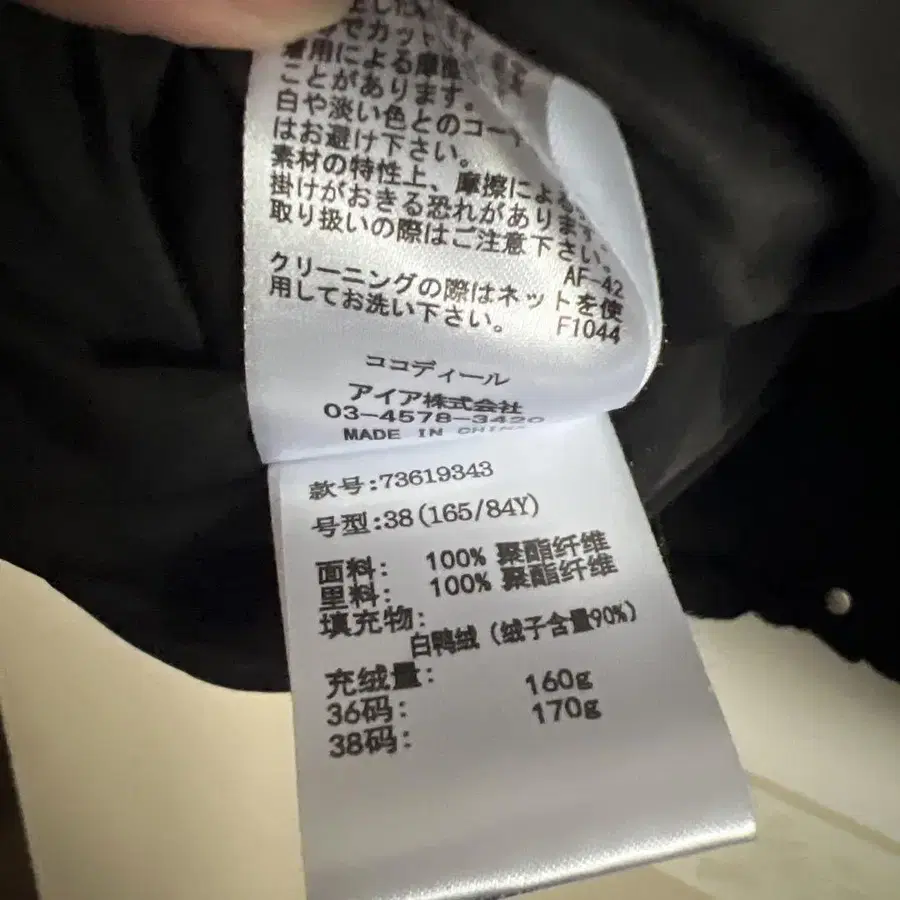 でカット
着用による摩擦
ことがあります。
白や淡い色とのコー
はお避け下さい。
素材の特性上、摩擦による
掛けがおきる恐れがあります。
取り扱いの際はご注意下さい。
AF-42
クリーニングの際はネットを使
用してお洗い下さい。 F1044
ココディール
アイア株式会社
03-4578-3420
MADE IN CHINA
款号:73619343
号型:38(165/84Y)
面料: 100% 聚酯纤维
里料: 100% 聚酯纤维
填充物:
白鸭绒（绒子含量90%）
充绒量:
36码: 160g
38码: 170g